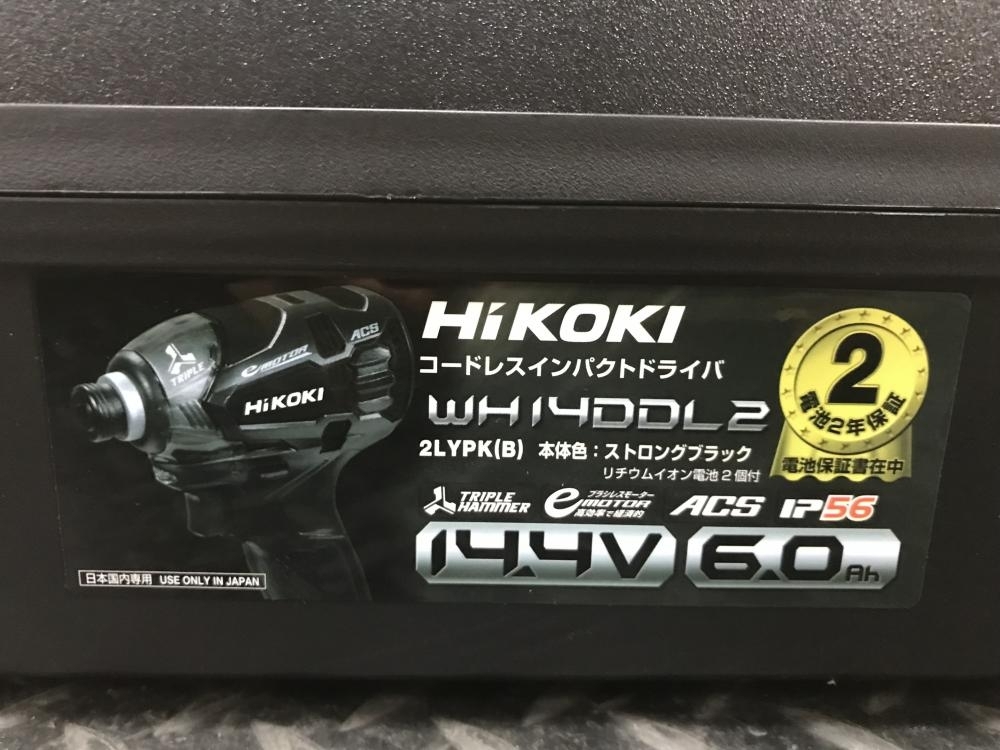 TRIPLE
eMOTOR
ACS
HiKOKI
日本国内専用 USE ONLY IN JAPAN
HiKOKI
コードレスインパクトドライバ
WH14DDL2
2LYPK(B) 本体色:ストロングブラック
リチウムイオン電池2個付
TRIPLE HAMMER
ブラシレスモーター
eMOTOR
高効率で経済的
ACS
IP56
14.4V
6.0Ah
2
電池2年保証
電池保証書在中